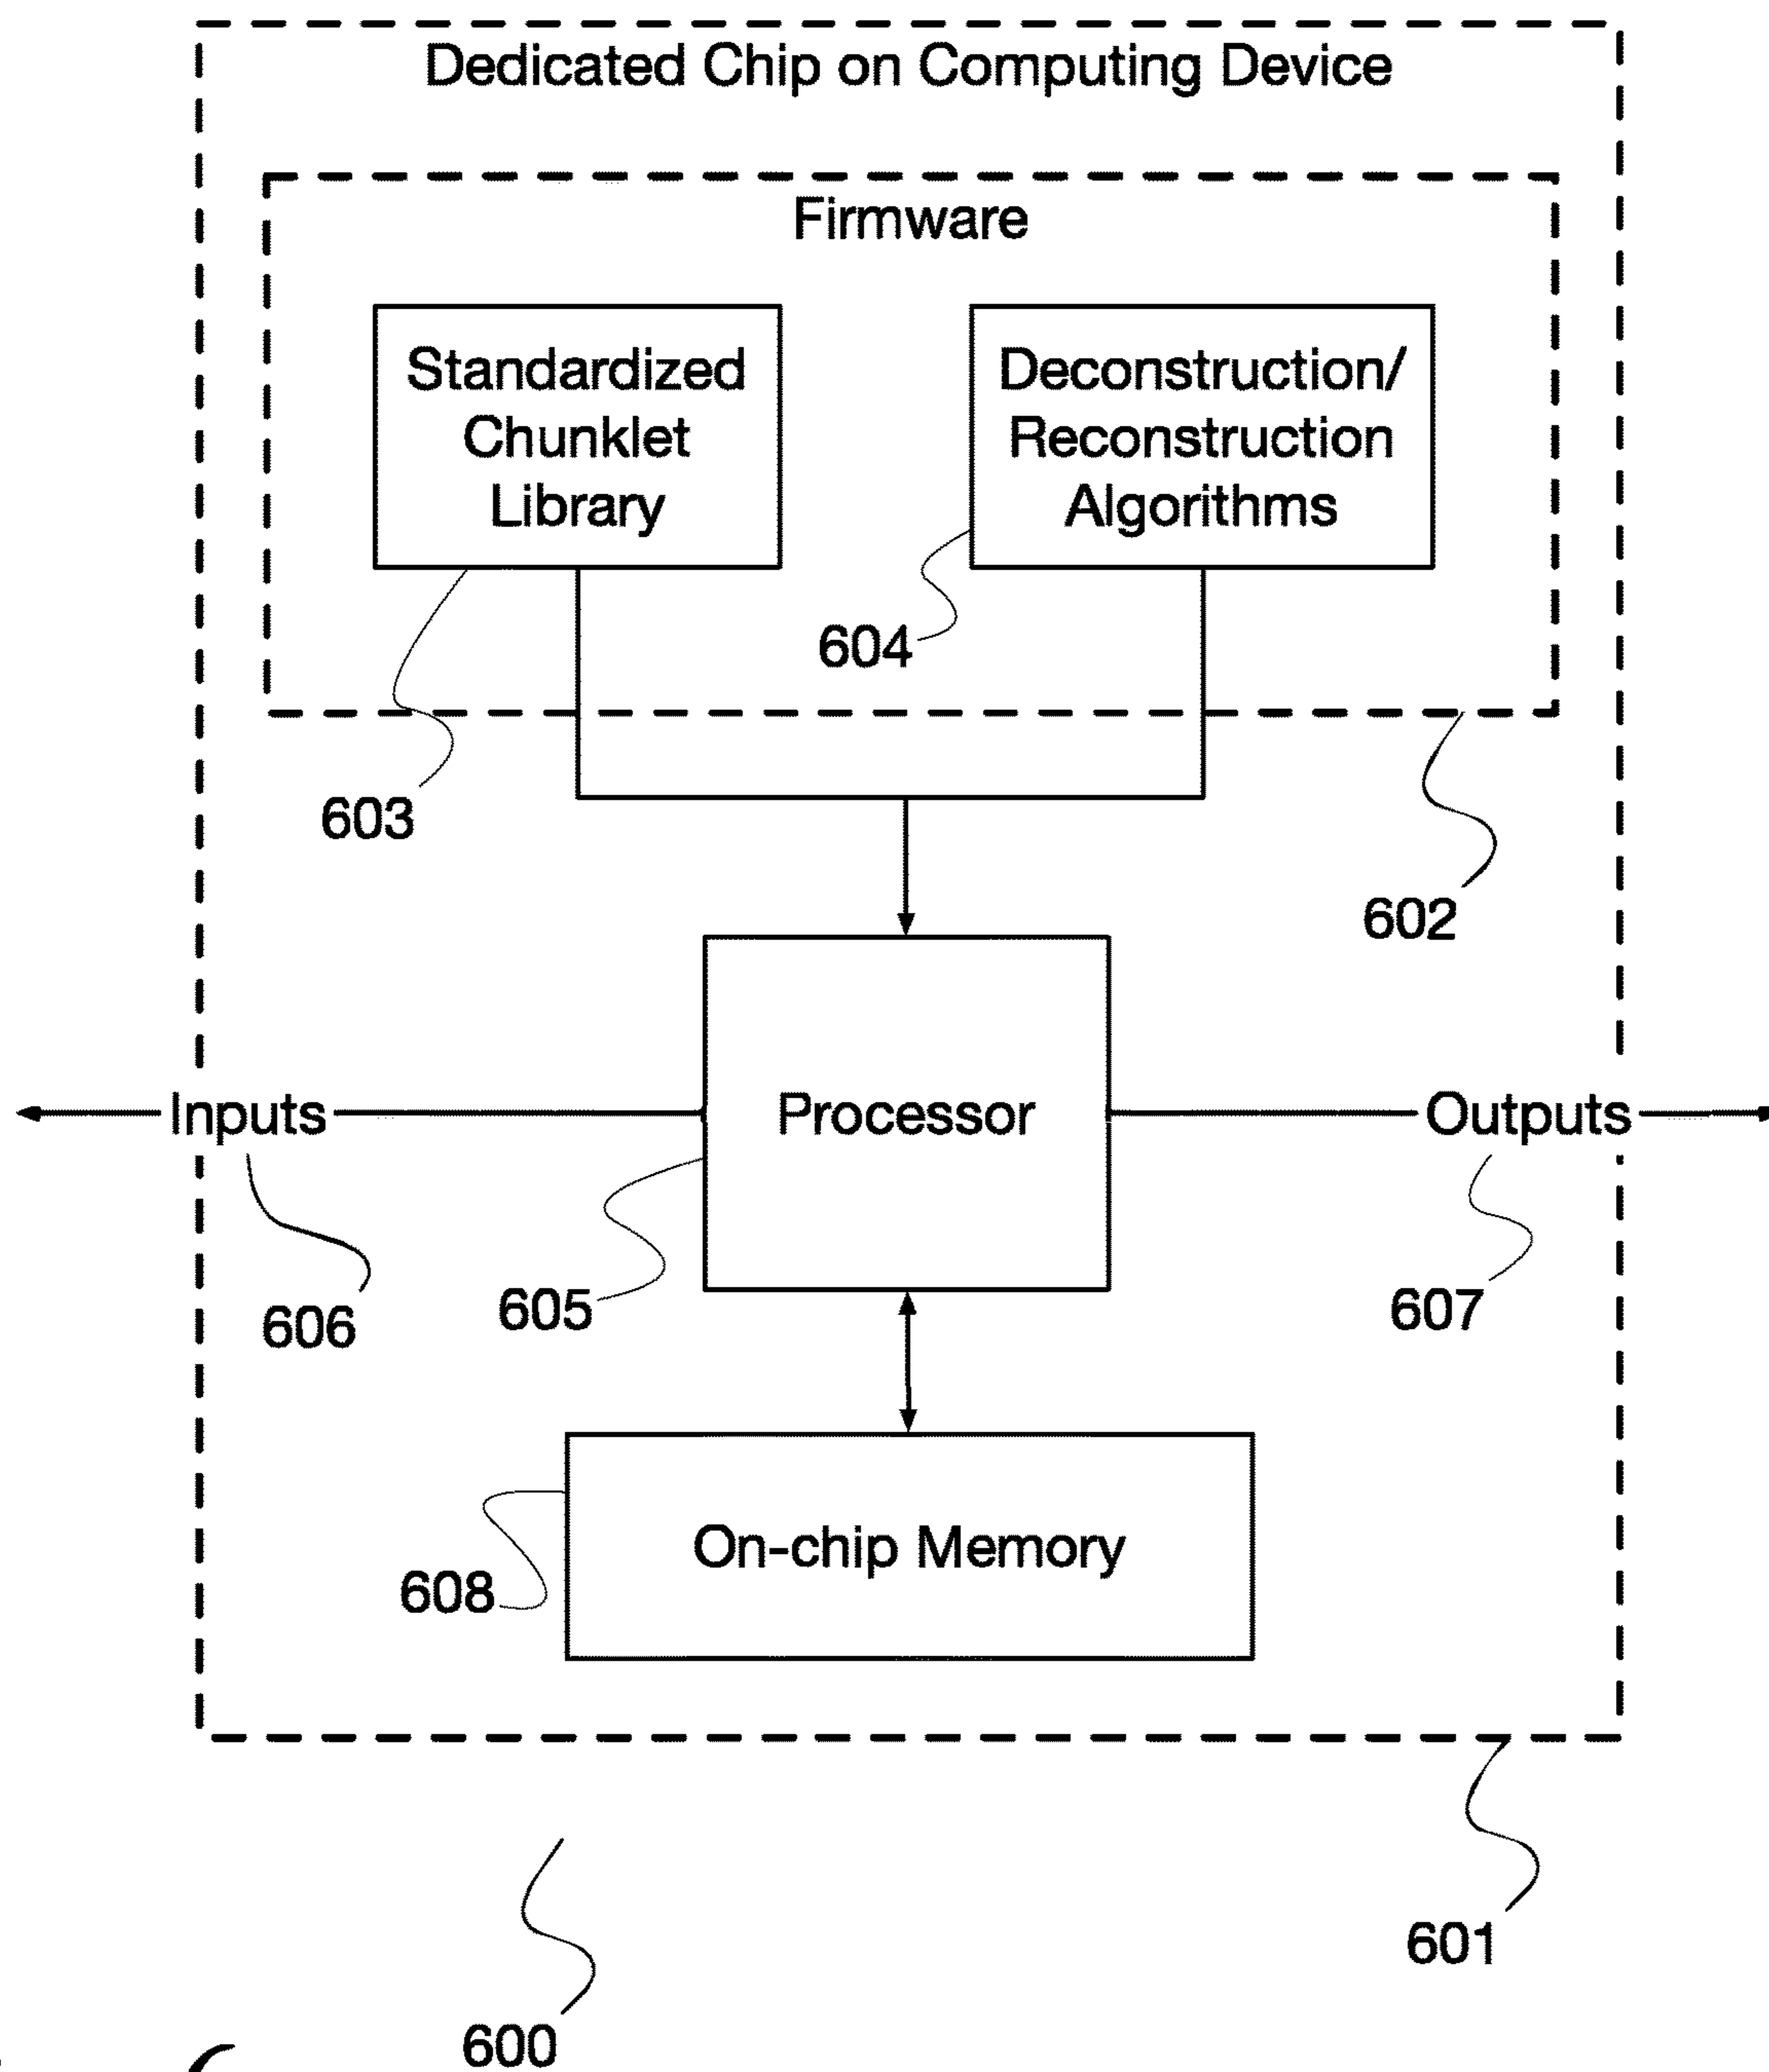 Dedicated Chip on Computing Device
Firmware
Standardized
Chunklet
Library
Deconstruction/
Reconstruction
Algorithms
604
603
602
Inputs
Processor
Outputs
606
605
607
On-chip Memory
608
601
600